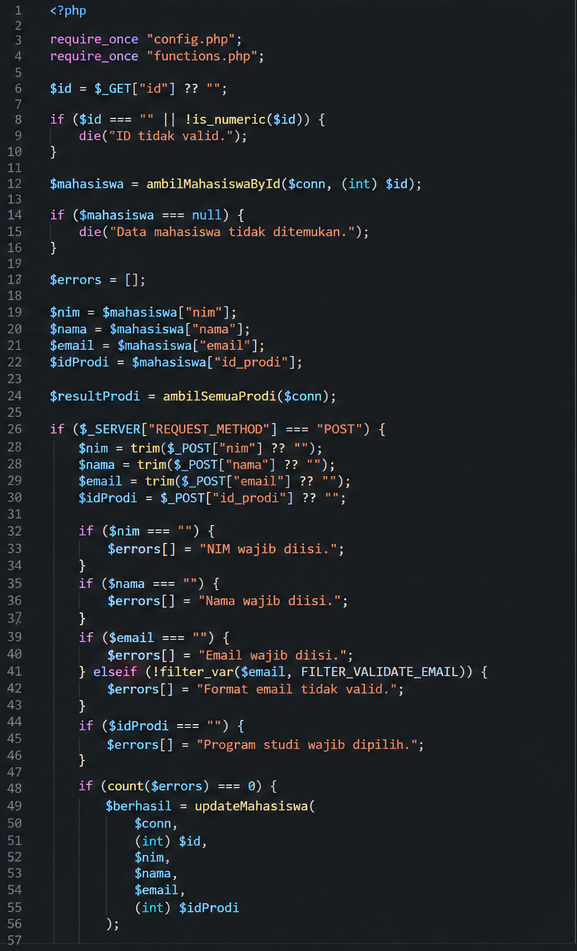 1 <?php
2
3 require_once "config.php";
4 require_once "functions.php";
5
6 $id = $_GET["id"] ?? "";
7
8 if ($id === "" || !is_numeric($id)) {
9 die("ID tidak valid.");
10 }
11
12 $mahasiswa = ambilMahasiswaById($conn, (int) $id);
13
14 if ($mahasiswa === null) {
15 die("Data mahasiswa tidak ditemukan.");
16 }
19
$errors = [];
18
19 $nim = $mahasiswa["nim"];
20 $nama = $mahasiswa["nama"];
21 $email = $mahasiswa["email"];
22 $idProdi = $mahasiswa["id_prodi"];
23
24 $resultProdi = ambilSemuaProdi($conn);
25
26 if ($_SERVER["REQUEST_METHOD"] === "POST") {
28 $nim = trim($_POST["nim"] ?? "");
28 $nama = trim($_POST["nama"] ?? "");
29 $email = trim($_POST["email"] ?? "");
30 $idProdi = $_POST["id_prodi"] ?? "";
31
32 if ($nim === "") {
33 $errors[] = "NIM wajib diisi.";
34 }
35 if ($nama === "") {
36 $errors[] = "Nama wajib diisi.";
37 }
39 if ($email === "") {
40 $errors[] = "Email wajib diisi.";
41 } elseif (!filter_var($email, FILTER_VALIDATE_EMAIL)) {
42 $errors[] = "Format email tidak valid.";
43 }
44 if ($idProdi === "") {
45 $errors[] = "Program studi wajib dipilih.";
46 }
47
48 if (count($errors) === 0) {
49 $berhasil = updateMahasiswa(
50 $conn,
51 (int) $id,
52 $nim,
53 $nama,
54 $email,
55 (int) $idProdi
56 );
57